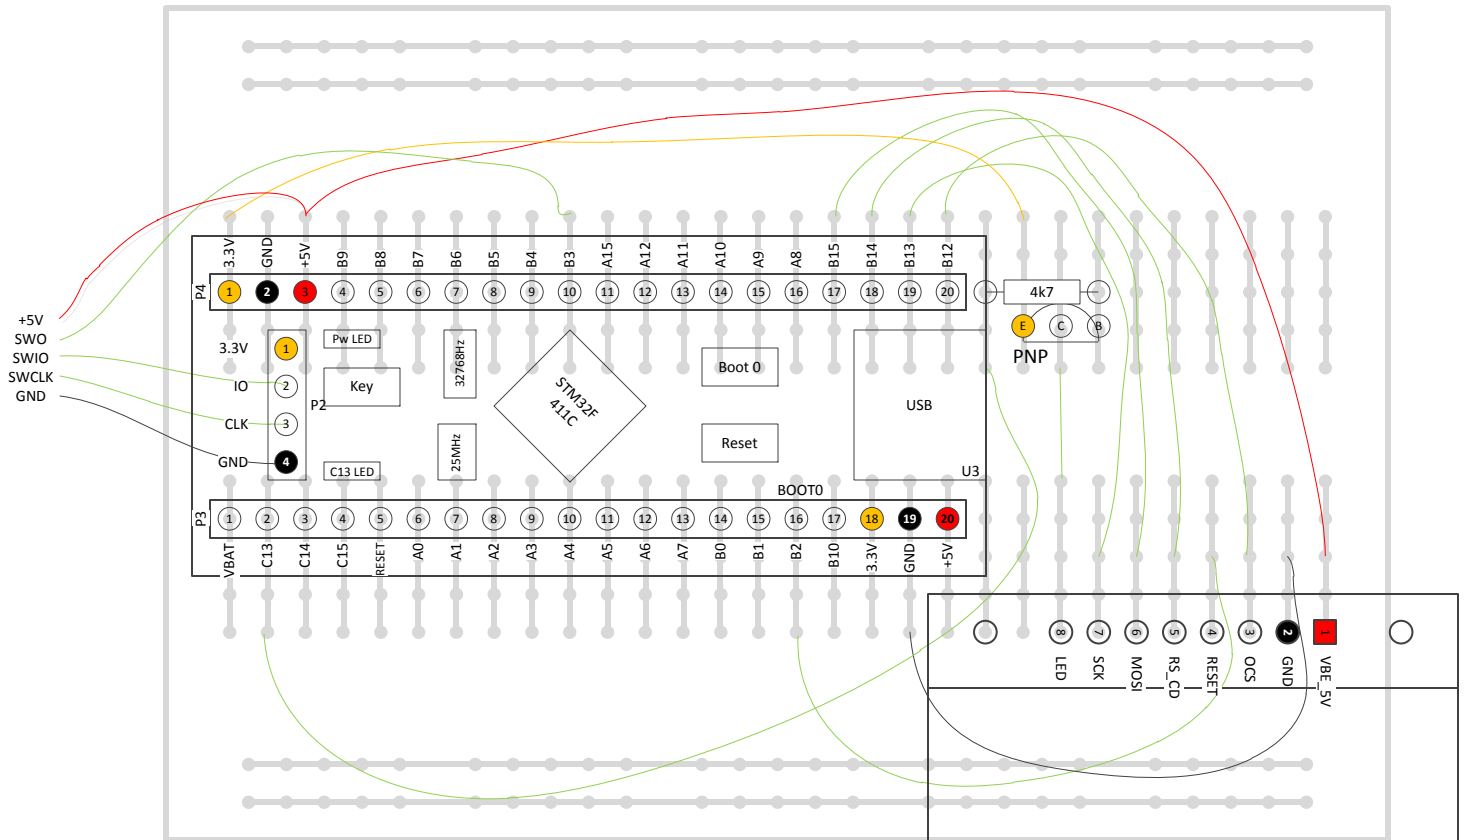 3.3V
GND
+5V
B9
B8
B7
B6
B5
B4
B3
A15
A12
A11
A10
A9
A8
B15
B14
B13
B12
P4
1
2
3
4
5
6
7
8
9
10
11
12
13
14
15
16
17
18
19
20
4k7
E
C
B
PNP
+5V
SWO
SWIO
SWCLK
GND
3.3V
1
IO
2
P2
CLK
3
GND
4
Pw LED
Key
C13 LED
32768Hz
25MHz
STM32F
411C
Boot 0
Reset
USB
U3
BOOT0
P3
1
2
3
4
5
6
7
8
9
10
11
12
13
14
15
16
17
18
19
20
VBAT
C13
C14
C15
RESET
A0
A1
A2
A3
A4
A5
A6
A7
B0
B1
B2
B10
3.3V
GND
+5V
8
7
6
5
4
3
2
1
LED
SCK
MOSI
RS_CD
RESET
OCS
GND
VBE_5V